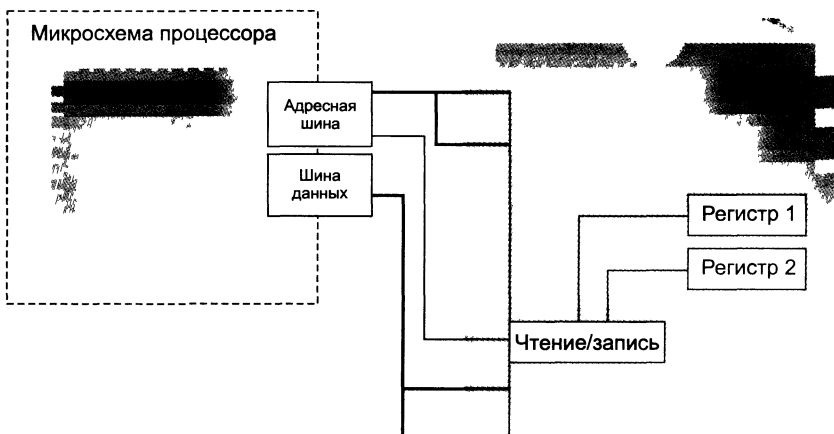 Микросхема процессора
Адресная
шина
Шина
данных
Регистр 1
Регистр 2
Чтение/запись